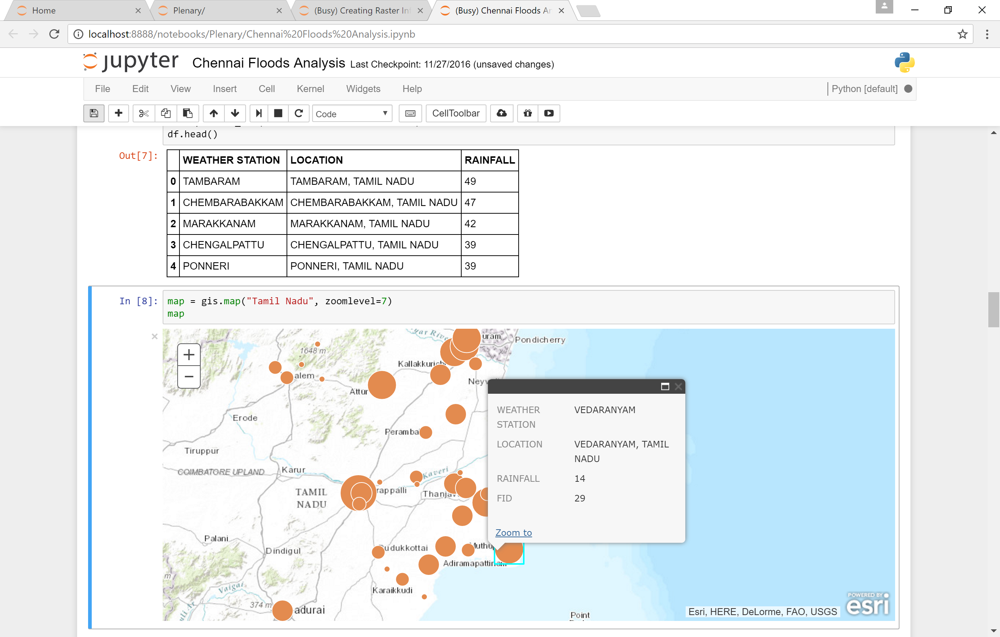 Home
Plenary/
(Busy) Creating Raster In
(Busy) Chennai Floods Ar
localhost:8888/notebooks/Plenary/Chennai%20Floods%20Analysis.ipynb
jupyter Chennai Floods Analysis Last Checkpoint: 11/27/2016 (unsaved changes)
File Edit View Insert Cell Kernel Widgets Help Python [default]
Code CellToolbar
df.head()
Out[7]:
WEATHER STATION LOCATION RAINFALL
0 TAMBARAM TAMBARAM, TAMIL NADU 49
1 CHEMBARABAKKAM CHEMBARABAKKAM, TAMIL NADU 47
2 MARAKKANAM MARAKKANAM, TAMIL NADU 42
3 CHENGALPATTU CHENGALPATTU, TAMIL NADU 39
4 PONNERI PONNERI, TAMIL NADU 39
In [8]: map = gis.map("Tamil Nadu", zoomlevel=7)
map
yar Rive
uram
Pondicherry
1648 m
Kallakkurich
alem
Neyv
Attur
Erode
Peramba
Tiruppur
COIMBATORE UPLAND
Karur
Kaveri
TAMIL
NADU
rappalli
Thanja
Palani
Dindigul
udukkottai
Muthup
Adiramapattinam
m
Vaigai
Karaikkudi
374 m
adurai
Point
WEATHER STATION VEDARANYAM
LOCATION VEDARANYAM, TAMIL NADU
RAINFALL 14
FID 29
Zoom to
Esri, HERE, DeLorme, FAO, USGS
POWERED BY
esri